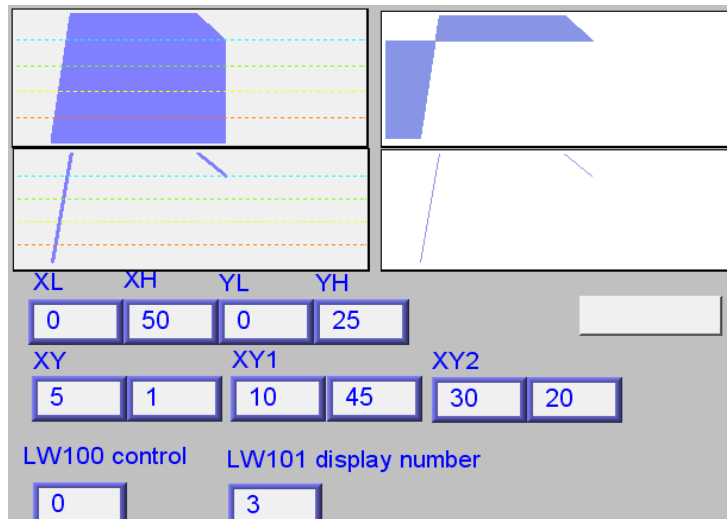 XL XH YL YH
0 50 0 25
XY XY1 XY2
5 1 10 45 30 20
LW100 control LW101 display number
0 3